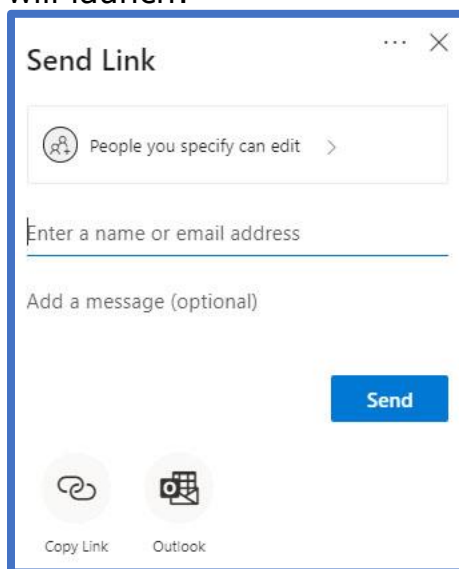 Send Link
People you specify can edit
Enter a name or email address
Add a message (optional)
Send
Copy Link
Outlook